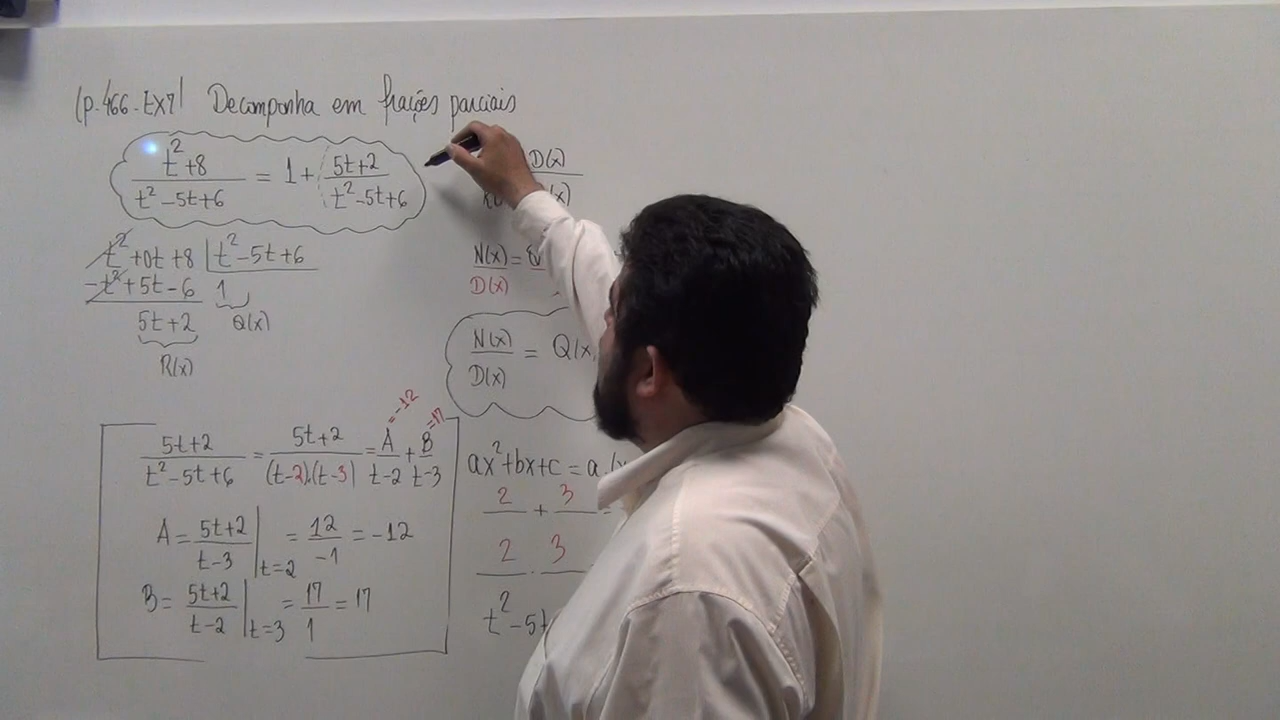 (p.466-EX7) Decomponha em frações parciais
t²+8 / t²-5t+6 = 1 + 5t+2 / t²-5t+6
D(x)
(x)
t²+0t+8 | t²-5t+6
-t²+5t-6 1
5t+2 Q(x)
R(x)
N(x)/D(x) =
N(x)/D(x) = Q(x)
5t+2 / t²-5t+6 = 5t+2 / (t-2).(t-3) = A / t-2 + B / t-3
=-12 =17
A = 5t+2 / t-3 | t=2 = 12 / -1 = -12
B = 5t+2 / t-2 | t=3 = 17 / 1 = 17
ax²+bx+c = a.(x
2 + 3 =
2 . 3
t²-5t